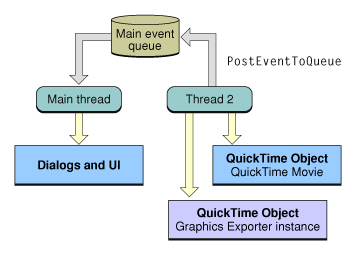 Main event
queue
PostEventToQueue
Main thread
Thread 2
Dialogs and UI
QuickTime Object
QuickTime Movie
QuickTime Object
Graphics Exporter instance